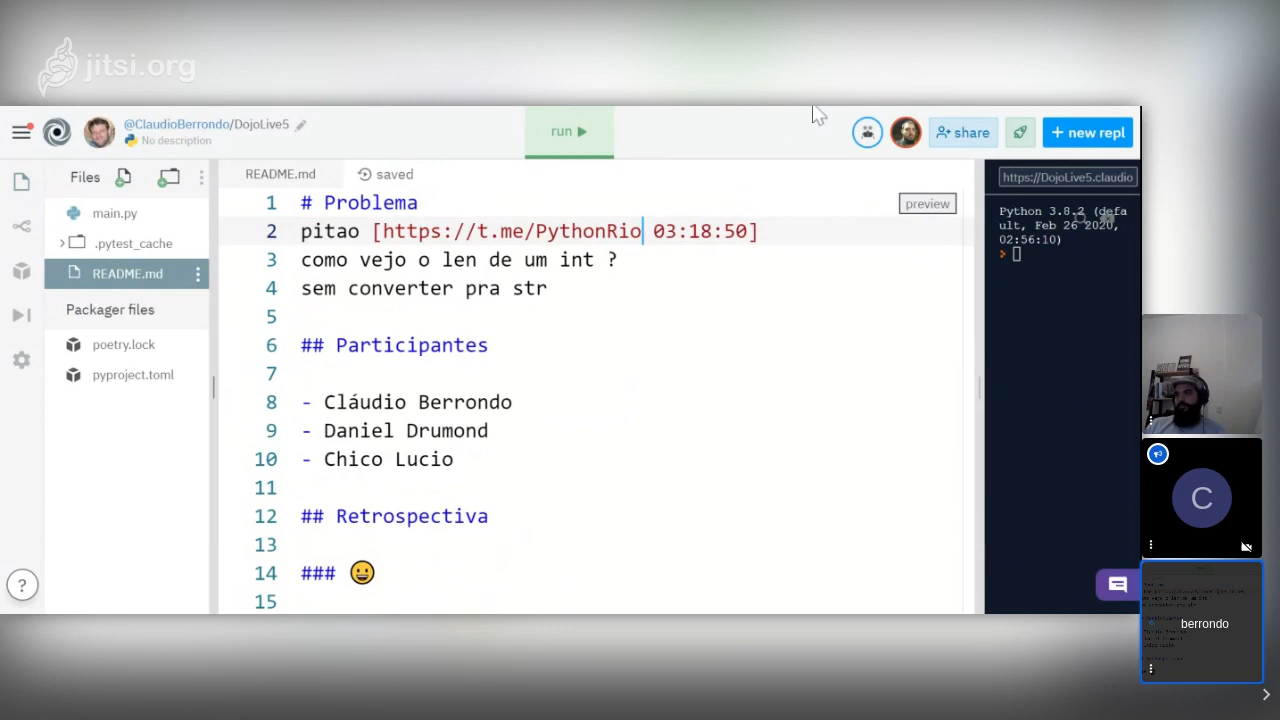 jitsi.org
@ClaudioBerrondo/DojoLive5
No description
run
share
+ new repl
Files
README.md
saved
main.py
.pytest_cache
README.md
Packager files
poetry.lock
pyproject.toml
preview
1 # Problema
2 pitao [https://t.me/PythonRio 03:18:50]
3 como vejo o len de um int ?
4 sem converter pra str
5
6 ## Participantes
7
8 - Cláudio Berrondo
9 - Daniel Drumond
10 - Chico Lucio
11
12 ## Retrospectiva
13
14 ### 😀
15
https://DojoLive5.claudio
Python 3.8.2 (defa
ult, Feb 26 2020,
02:56:10)
?
C
berrondo